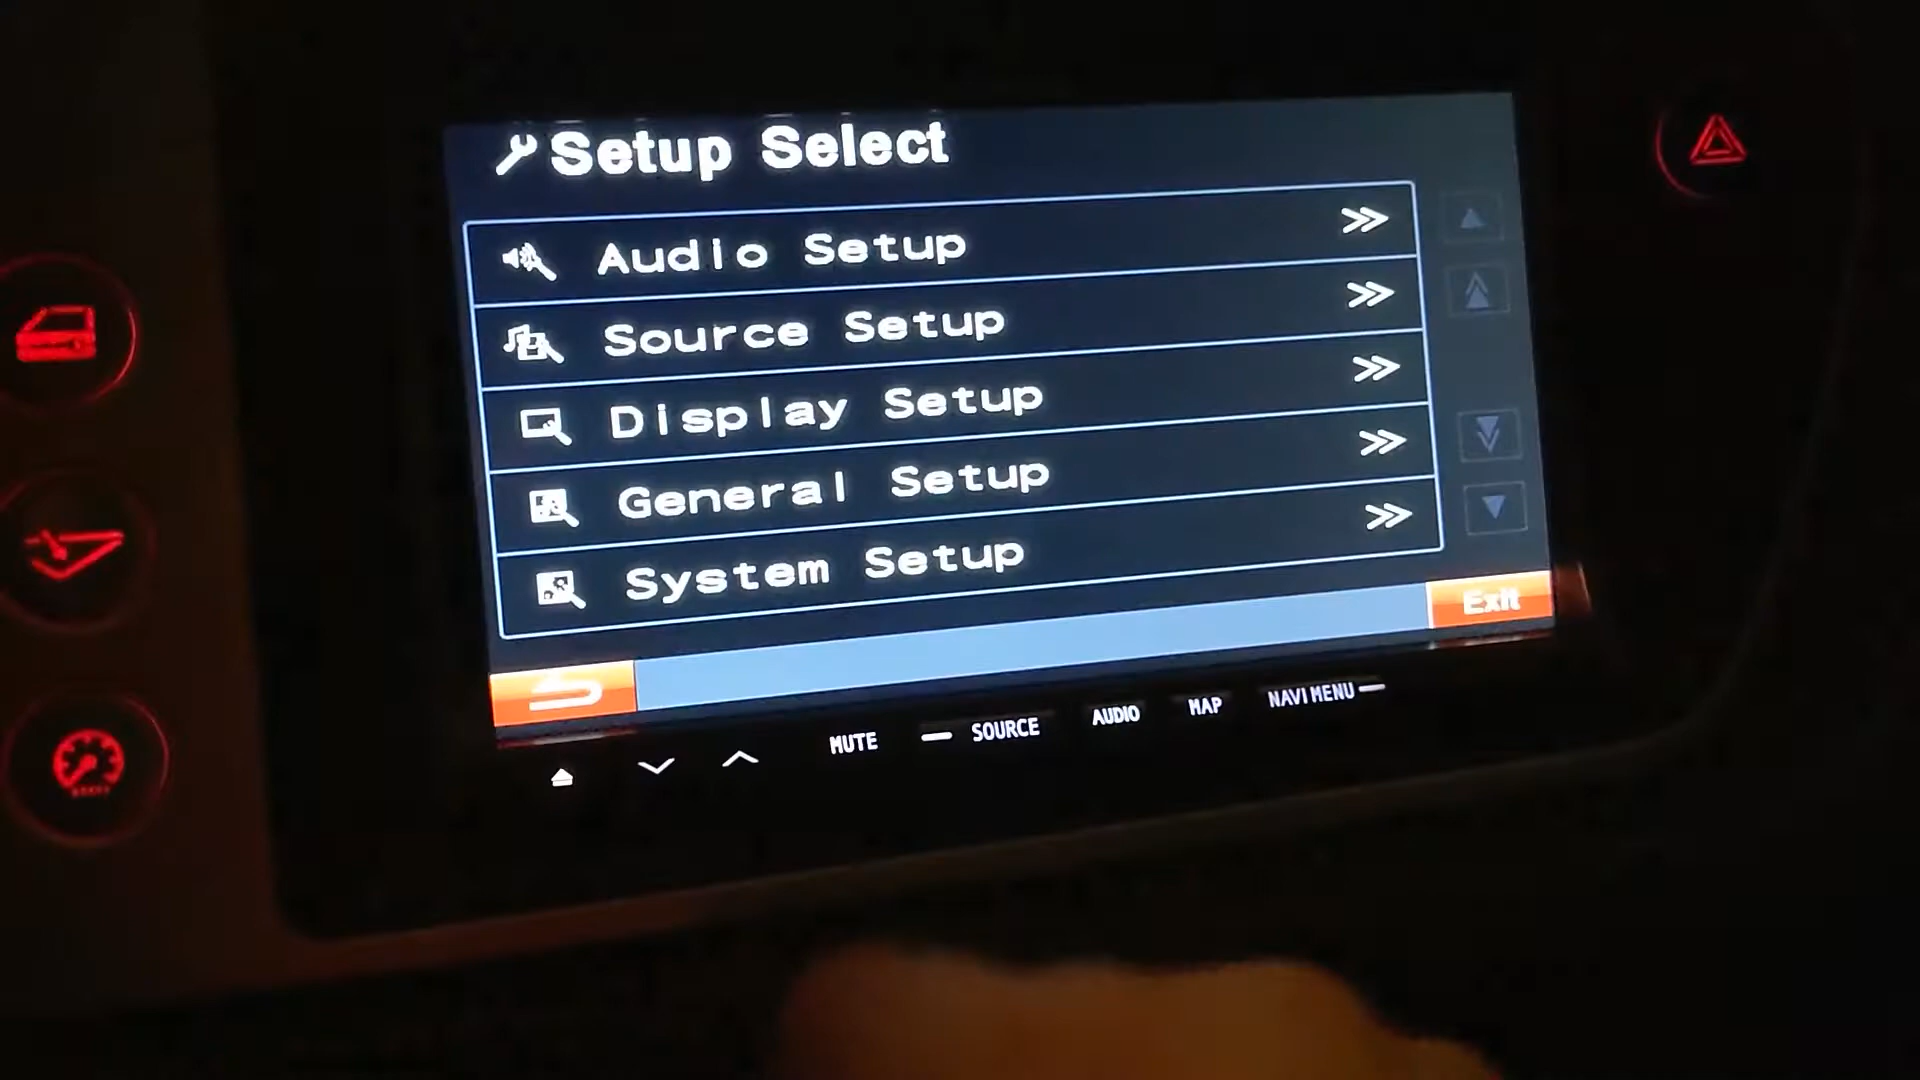 Setup Select
Audio Setup
Source Setup
Display Setup
General Setup
System Setup
Exit
MUTE SOURCE AUDIO MAP NAVI MENU